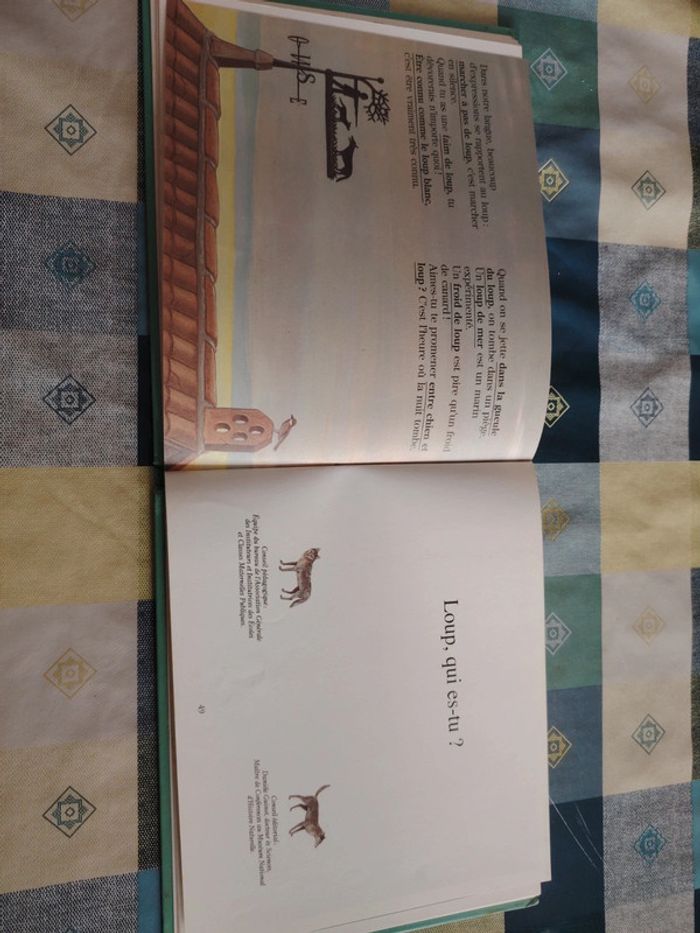 Dans notre langue, beaucoup
d'expressions se rapportent au loup :
marcher à pas de loup, c'est marcher
en silence.
Quand tu as une faim de loup, tu
dévorerais n'importe quoi !
Être connu comme le loup blanc,
c'est être vraiment très connu.
Quand on se jette dans la gueule
du loup, on tombe dans un piège.
Un loup de mer est un marin
expérimenté.
Un froid de loup est pire qu'un froid
de canard !
Aimes-tu te promener entre chien et
loup ? C'est l'heure où la nuit tombe.
Loup, qui es-tu ?
Conseil pédagogique :
Équipe du bureau de l'Association Générale
des Instituteurs et Institutrices des Écoles
et Classes Maternelles Publiques.
Conseil éditorial :
docteur ès Sciences,
Maître de Conférences au Muséum National
d'Histoire Naturelle.
49